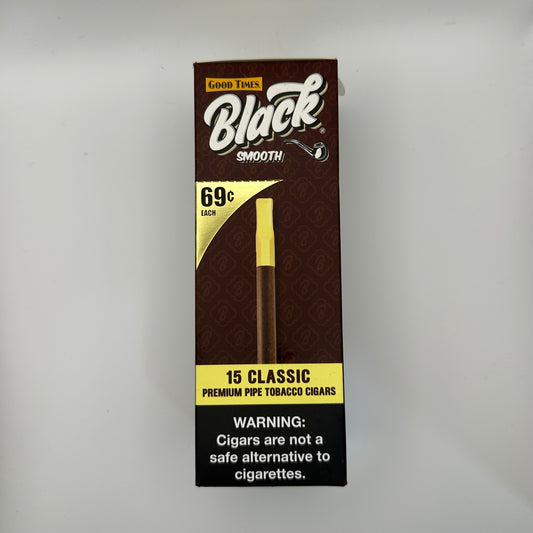 GOOD TIMES®
Black®
SMOOTH
69¢
EACH
15 CLASSIC
PREMIUM PIPE TOBACCO CIGARS
WARNING:
Cigars are not a
safe alternative to
cigarettes.